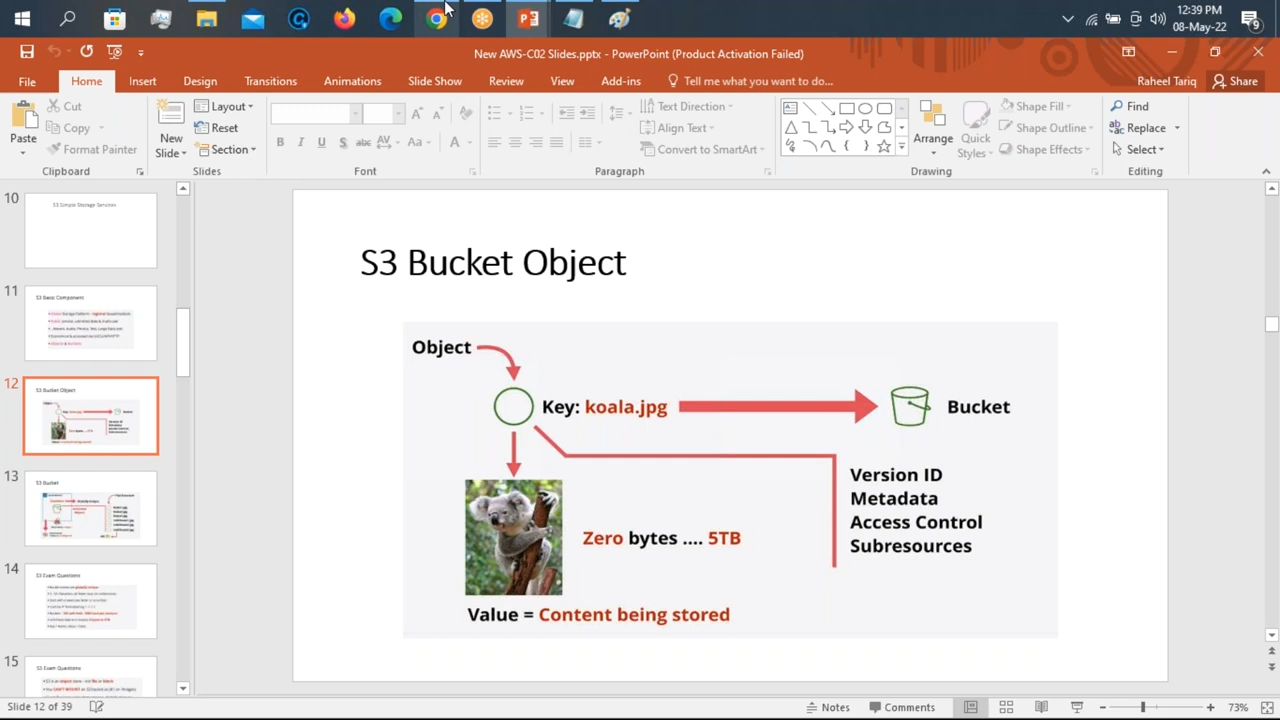 12:39 PM
08-May-22
9
New AWS-C02 Slides.pptx - PowerPoint (Product Activation Failed)
File Home Insert Design Transitions Animations Slide Show Review View Add-ins Tell me what you want to do... Raheel Tariq Share
Paste
Cut
Copy
Format Painter
Clipboard
New Slide
Layout
Reset
Section
Slides
B I S abc AV Aa A
Font
Text Direction
Align Text
Convert to SmartArt
Paragraph
Arrange
Quick Styles
Shape Fill
Shape Outline
Shape Effects
Drawing
Find
Replace
Select
Editing
10
S3 Simple Storage Services
11
S3 Basic Component
12
S3 Bucket Object
13
S3 Bucket
14
S3 Exam Questions
15
S3 Exam Questions
S3 Bucket Object
Object
Key: koala.jpg
Bucket
Version ID
Metadata
Access Control
Subresources
Zero bytes .... 5TB
Value = Content being stored
Slide 12 of 39
Notes
Comments
73%